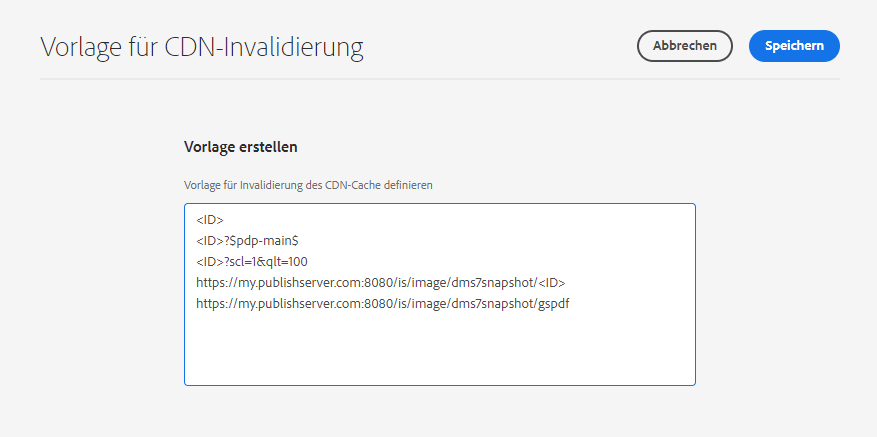 Vorlage für CDN-Invalidierung
Abbrechen
Speichern
Vorlage erstellen
Vorlage für Invalidierung des CDN-Cache definieren
<ID>
<ID>?$pdp-main$
<ID>?scl=1&qlt=100
https://my.publishserver.com:8080/is/image/dms7snapshot/<ID>
https://my.publishserver.com:8080/is/image/dms7snapshot/gspdf